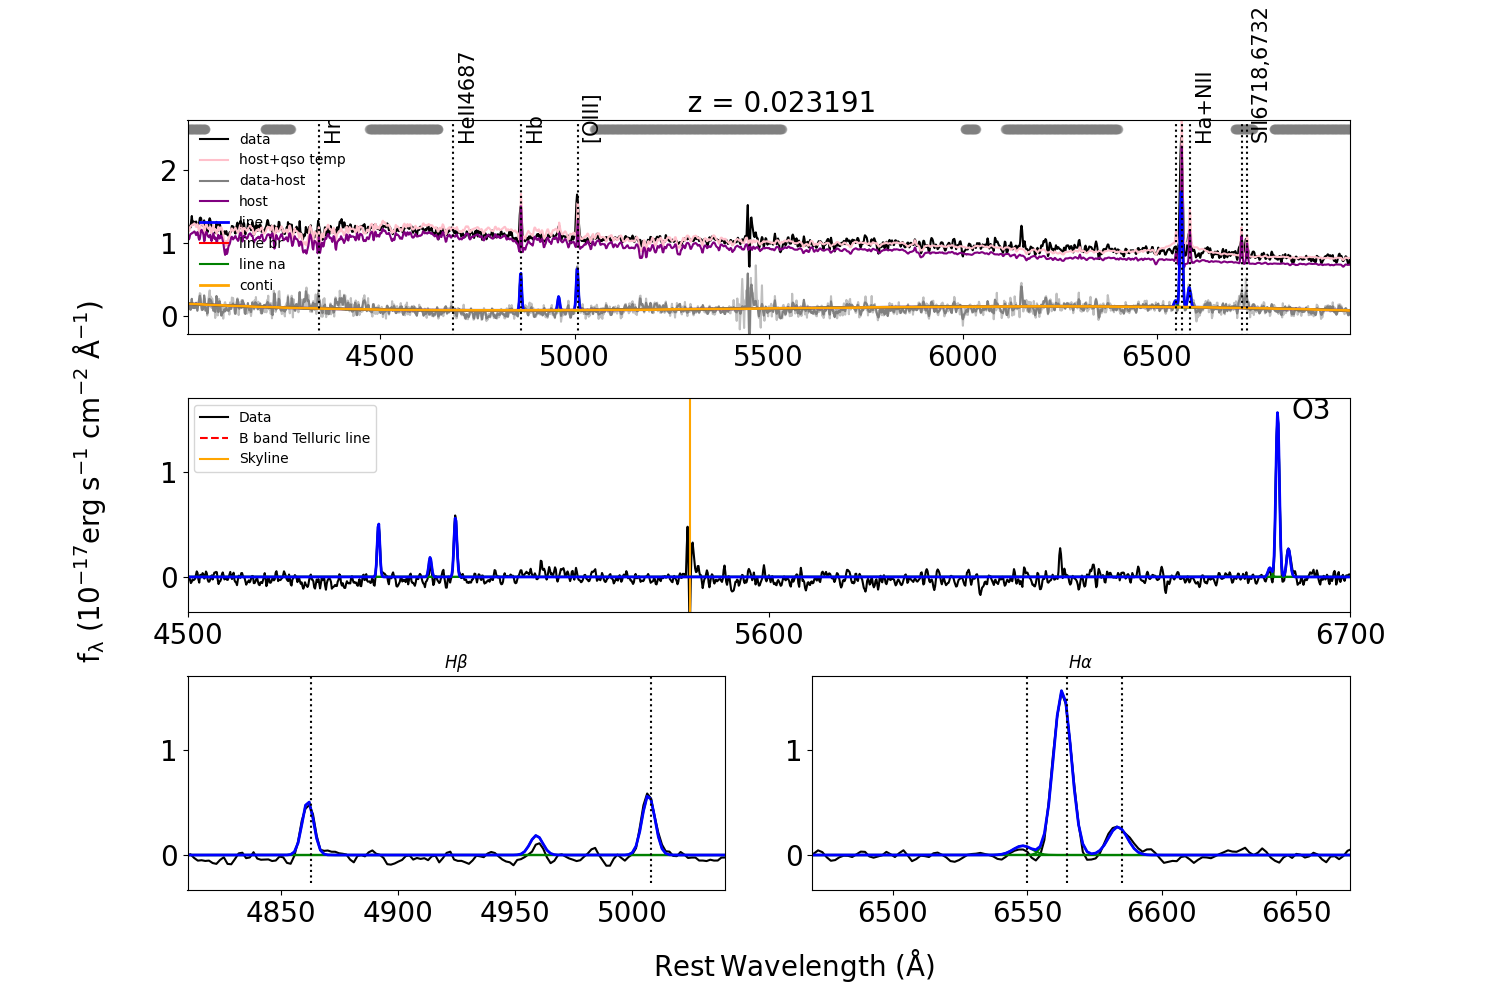 z = 0.023191
Hr
HeII4687
Hb
[OIII]
Ha+NII
SII6718,6732
data
host+qso temp
data-host
host
line
line br
line na
conti
2
1
0
4500 5000 5500 6000 6500
fλ (10⁻¹⁷erg s⁻¹ cm⁻² Å⁻¹)
Data
B band Telluric line
Skyline
O3
1
0
4500 5600 6700
Hβ
1
0
4850 4900 4950 5000
Hα
1
0
6500 6550 6600 6650
Rest Wavelength (Å)